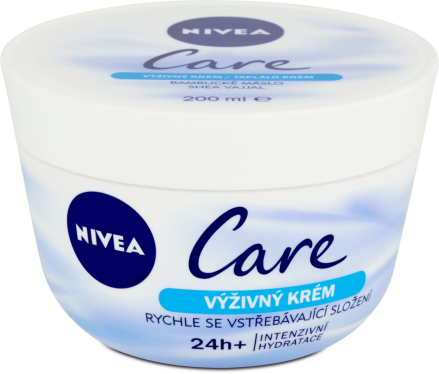 NIVEA
Care
VÝŽIVNÝ KRÉM / TÁPLÁLÓ KRÉM
BAMBUCKÉ MÁSLO
SHEA VAJJAL
200 ml ℮
NIVEA
Care
VÝŽIVNÝ KRÉM
RYCHLE SE VSTŘEBÁVAJÍCÍ SLOŽENÍ
24h+ | INTENZIVNÍ
HYDRATACE